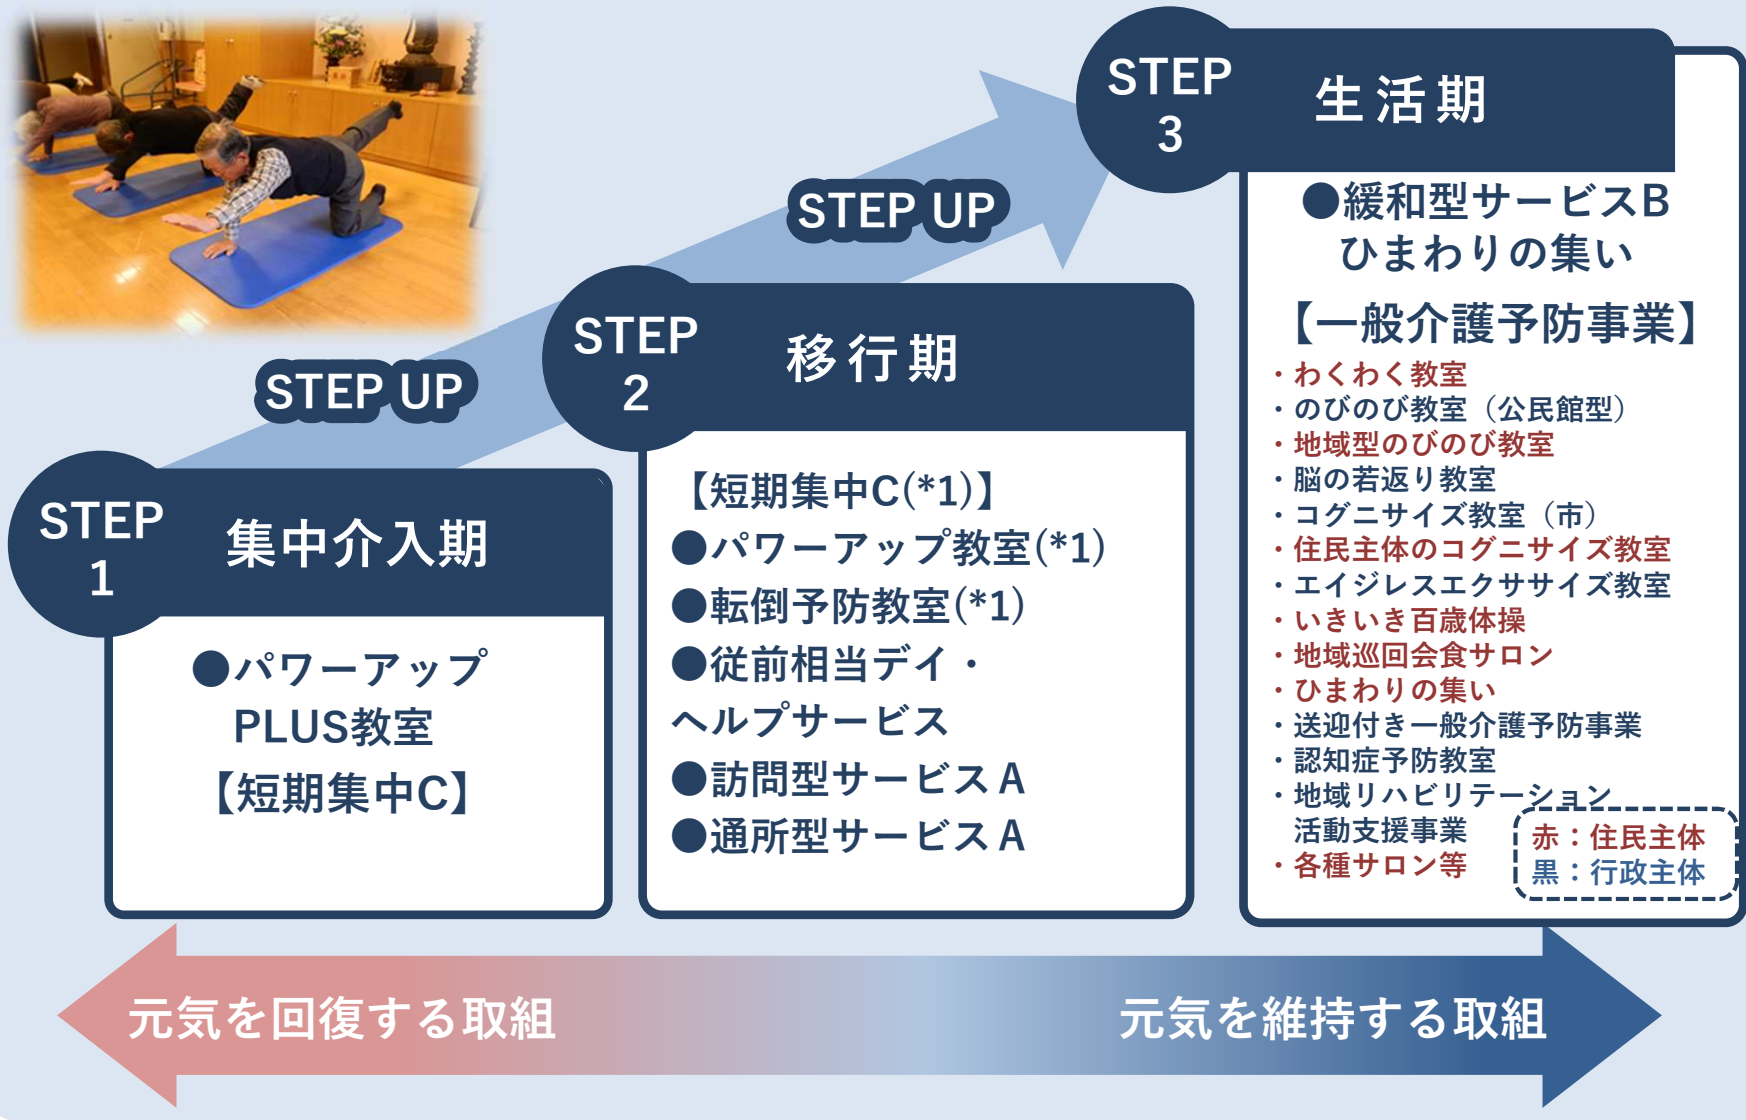 STEP
1
集中介入期
●パワーアップ
PLUS教室
【短期集中C】
STEP UP
STEP
2
移行期
【短期集中C(*1)】
●パワーアップ教室(*1)
●転倒予防教室(*1)
●従前相当デイ・
ヘルプサービス
●訪問型サービスA
●通所型サービスA
STEP UP
STEP
3
生活期
●緩和型サービスB
ひまわりの集い
【一般介護予防事業】
・わくわく教室
・のびのび教室（公民館型）
・地域型のびのび教室
・脳の若返り教室
・コグニサイズ教室（市）
・住民主体のコグニサイズ教室
・エイジレスエクササイズ教室
・いきいき百歳体操
・地域巡回会食サロン
・ひまわりの集い
・送迎付き一般介護予防事業
・認知症予防教室
・地域リハビリテーション
活動支援事業
・各種サロン等
赤：住民主体
黒：行政主体
元気を回復する取組
元気を維持する取組